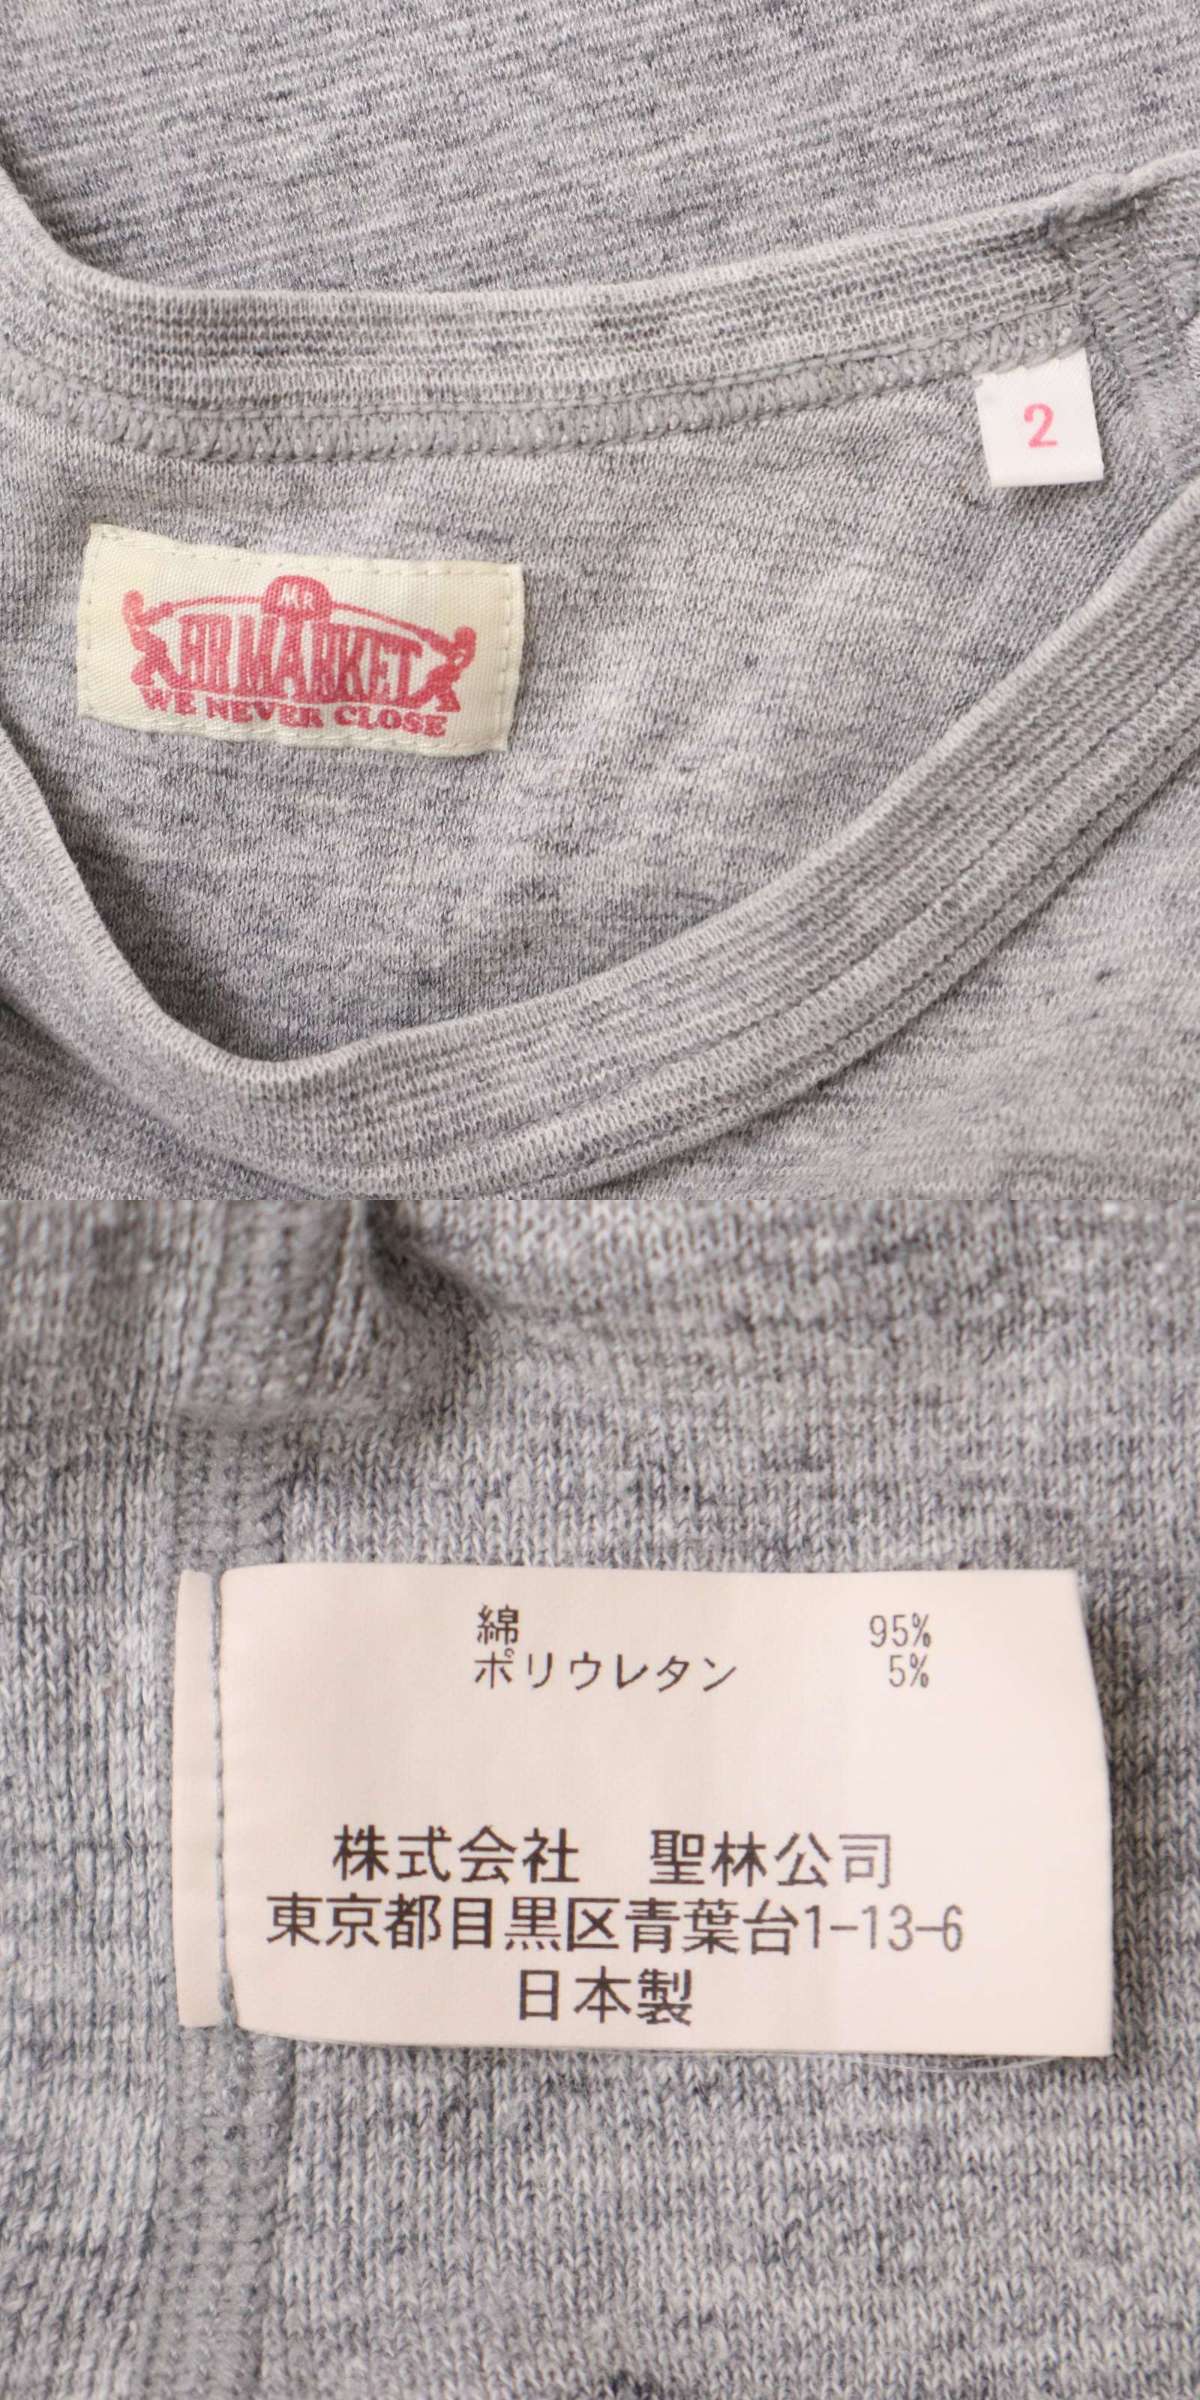 2
MR
HR MARKET
WE NEVER CLOSE
綿 95%
ポリウレタン 5%
株式会社 聖林公司
東京都目黒区青葉台1-13-6
日本製